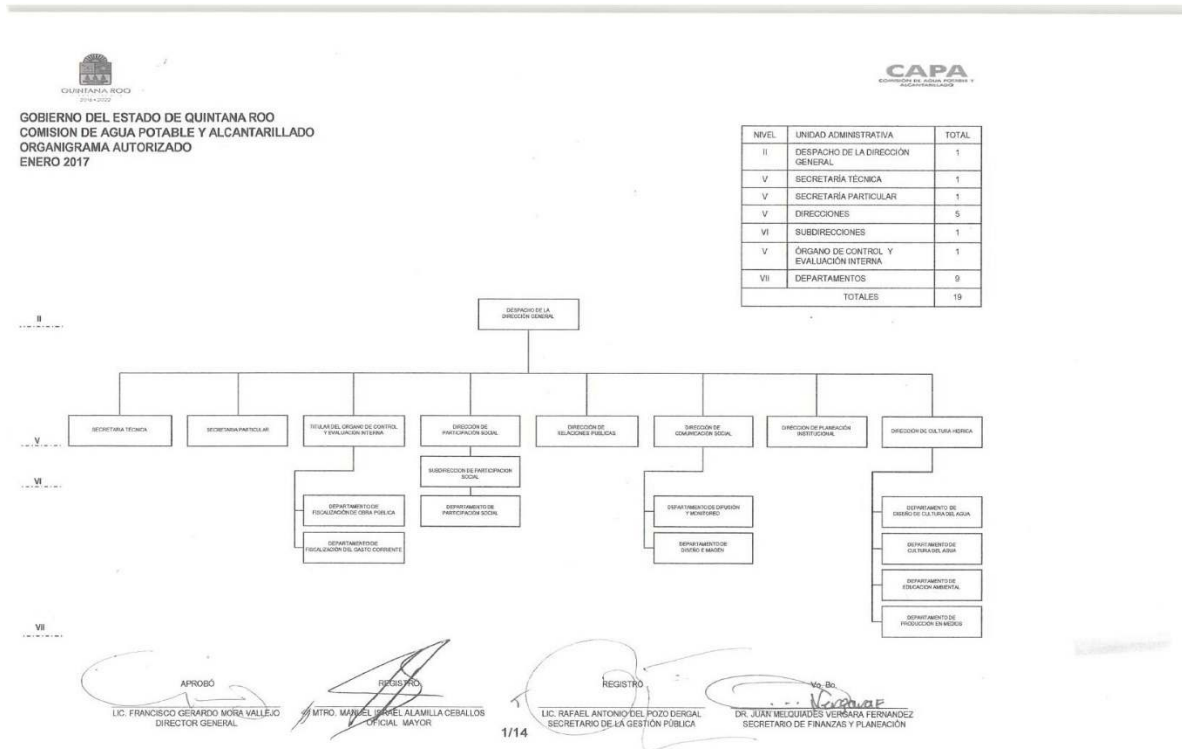 QUINTANA ROO
2016•2022
CAPA
COMISIÓN DE AGUA POTABLE Y
ALCANTARILLADO
GOBIERNO DEL ESTADO DE QUINTANA ROO
COMISION DE AGUA POTABLE Y ALCANTARILLADO
ORGANIGRAMA AUTORIZADO
ENERO 2017
NIVEL UNIDAD ADMINISTRATIVA TOTAL
II DESPACHO DE LA DIRECCIÓN GENERAL 1
V SECRETARÍA TÉCNICA 1
V SECRETARÍA PARTICULAR 1
V DIRECCIONES 5
VI SUBDIRECCIONES 1
V ÓRGANO DE CONTROL Y EVALUACIÓN INTERNA 1
VII DEPARTAMENTOS 9
TOTALES 19
II
DESPACHO DE LA
DIRECCIÓN GENERAL
V
SECRETARIA TÉCNICA
SECRETARIA PARTICULAR
TITULAR DEL ORGANO DE CONTROL
Y EVALUACION INTERNA
DIRECCIÓN DE
PARTICIPACIÓN SOCIAL
DIRECCIÓN DE
RELACIONES PÚBLICAS
DIRECCIÓN DE
COMUNICACIÓN SOCIAL
DIRECCIÓN DE PLANEACIÓN
INSTITUCIONAL
DIRECCIÓN DE CULTURA HIDRICA
VI
SUBDIRECCION DE PARTICIPACION
SOCIAL
DEPARTAMENTO DE
FISCALIZACIÓN DE OBRA PÚBLICA
DEPARTAMENTO DE
FISCALIZACIÓN DEL GASTO CORRIENTE
DEPARTAMENTO DE
PARTICIPACIÓN SOCIAL
DEPARTAMENTO DE DIFUSIÓN
Y MONITOREO
DEPARTAMENTO DE
DISEÑO E IMAGÉN
DEPARTAMENTO DE
DISEÑO DE CULTURA DEL AGUA
DEPARTAMENTO DE
CULTURA DEL AGUA
DEPARTAMENTO DE
EDUCACION AMBIENTAL
DEPARTAMENTO DE
PRODUCCIÓN EN MEDIOS
VII
APROBÓ
LIC. FRANCISCO GERARDO MORA VALLEJO
DIRECTOR GENERAL
REGISTRÓ
MTRO. MANUEL ISRAEL ALAMILLA CEBALLOS
OFICIAL MAYOR
REGISTRÓ
LIC. RAFAEL ANTONIO DEL POZO DERGAL
SECRETARIO DE LA GESTIÓN PÚBLICA
Vo. Bo.
DR. JUAN MELQUIADES VERGARA FERNANDEZ
SECRETARIO DE FINANZAS Y PLANEACIÓN
1/14